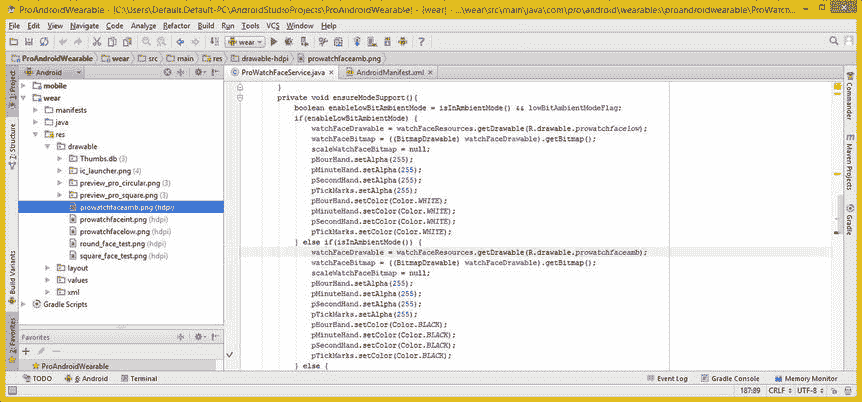 ProAndroidWearable - [C:\Users\Default.Default-PC\AndroidStudioProjects\ProAndroidWearable] - [wear] - ...\wear\src\main\java\com\pro\android\wearables\proandroidwearable\ProWatchF...
File Edit View Navigate Code Analyze Refactor Build Run Tools VCS Window Help
wear
ProAndroidWearable wear src main res drawable-hdpi prowatchfaceamb.png
Android
ProWatchFaceService.java AndroidManifest.xml
mobile
wear
manifests
java
res
drawable
Thumbs.db (3)
ic_launcher.png (4)
preview_pro_circular.png (3)
preview_pro_square.png (3)
prowatchfaceamb.png (hdpi)
prowatchfaceint.png (hdpi)
prowatchfacelow.png (hdpi)
round_face_test.png (hdpi)
square_face_test.png (hdpi)
layout
values
xml
Gradle Scripts
Favorites
ProAndroidWearable
1: Project
7: Structure
Build Variants
2: Favorites
}
private void ensureModeSupport(){
boolean enableLowBitAmbientMode = isInAmbientMode() && lowBitAmbientModeFlag;
if(enableLowBitAmbientMode) {
watchFaceDrawable = watchFaceResources.getDrawable(R.drawable.prowatchfacelow);
watchFaceBitmap = ((BitmapDrawable) watchFaceDrawable).getBitmap();
scaleWatchFaceBitmap = null;
pHourHand.setAlpha(255);
pMinuteHand.setAlpha(255);
pSecondHand.setAlpha(255);
pTickMarks.setAlpha(255);
pHourHand.setColor(Color.WHITE);
pMinuteHand.setColor(Color.WHITE);
pSecondHand.setColor(Color.WHITE);
pTickMarks.setColor(Color.WHITE);
} else if(isInAmbientMode()) {
watchFaceDrawable = watchFaceResources.getDrawable(R.drawable.prowatchfaceamb);
watchFaceBitmap = ((BitmapDrawable) watchFaceDrawable).getBitmap();
scaleWatchFaceBitmap = null;
pHourHand.setAlpha(255);
pMinuteHand.setAlpha(255);
pSecondHand.setAlpha(255);
pTickMarks.setAlpha(255);
pHourHand.setColor(Color.BLACK);
pMinuteHand.setColor(Color.BLACK);
pSecondHand.setColor(Color.BLACK);
pTickMarks.setColor(Color.BLACK);
} else {
Commander
Maven Projects
Gradle
TODO 6: Android Terminal Event Log Gradle Console Memory Monitor
187:89 CRLF UTF-8